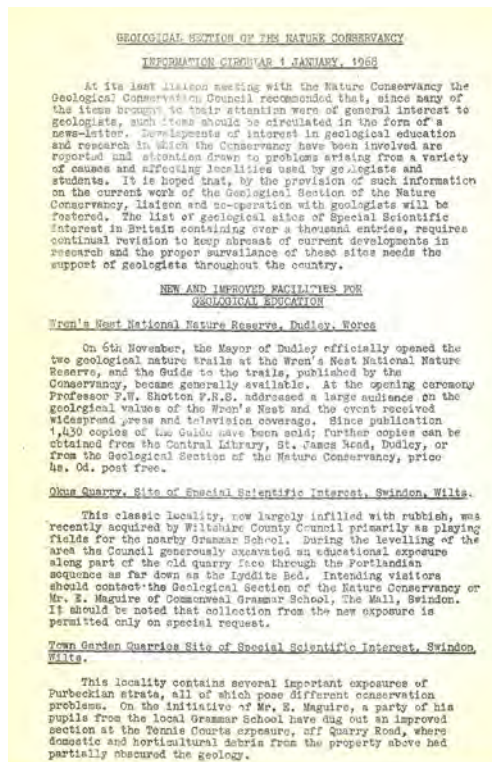 GEOLOGICAL SECTION OF THE NATURE CONSERVANCY
INFORMATION CIRCULAR 1 JANUARY, 1968
At its last liaison meeting with the Nature Conservancy the
Geological Conservation Council recommended that, since many of
the items brought to their attention were of general interest to
geologists, such items should be circulated in the form of a
news-letter. Developments of interest in geological education
and research in which the Conservancy have been involved are
reported and attention drawn to problems arising from a variety
of causes and affecting localities used by geologists and
students. It is hoped that, by the provision of such information
on the current work of the Geological Section of the Nature
Conservancy, liaison and co-operation with geologists will be
fostered. The list of geological sites of Special Scientific
Interest in Britain containing over a thousand entries, requires
continual revision to keep abreast of current developments in
research and the proper survailance of these sites needs the
support of geologists throughout the country.
NEW AND IMPROVED FACILITIES FOR
GEOLOGICAL EDUCATION
Wren's Nest National Nature Reserve, Dudley, Worcs
On 6th November, the Mayor of Dudley officially opened the
two geological nature trails at the Wren's Nest National Nature
Reserve, and the Guide to the trails, published by the
Conservancy, became generally available. At the opening ceremony
Professor F.W. Shotton F.R.S. addressed a large audience on the
geological values of the Wren's Nest and the event received
widespread press and television coverage. Since publication
1,430 copies of the Guide have been sold; further copies can be
obtained from the Central Library, St. James Road, Dudley, or
from the Geological Section of the Nature Conservancy, price
4s. 0d. post free.
Okus Quarry. Site of Special Scientific Interest, Swindon, Wilts.
This classic locality, now largely infilled with rubbish, was
recently acquired by Wiltshire County Council primarily as playing
fields for the nearby Grammar School. During the levelling of the
area the Council generously excavated an educational exposure
along part of the old quarry face through the Portlandian
sequence as far down as the Lyddite Bed. Intending visitors
should contact the Geological Section of the Nature Conservancy or
Mr. E. Maguire of Commonweal Grammar School, The Mall, Swindon.
It should be noted that collection from the new exposure is
permitted only on special request.
Town Garden Quarries Site of Special Scientific Interest, Swindon,
Wilts.
This locality contains several important exposures of
Purbeckian strata, all of which pose different conservation
problems. On the initiative of Mr. E. Maguire, a party of his
pupils from the local Grammar School have dug out an improved
section at the Tennis Courts exposure, off Quarry Road, where
domestic and horticultural debris from the property above had
partially obscured the geology.